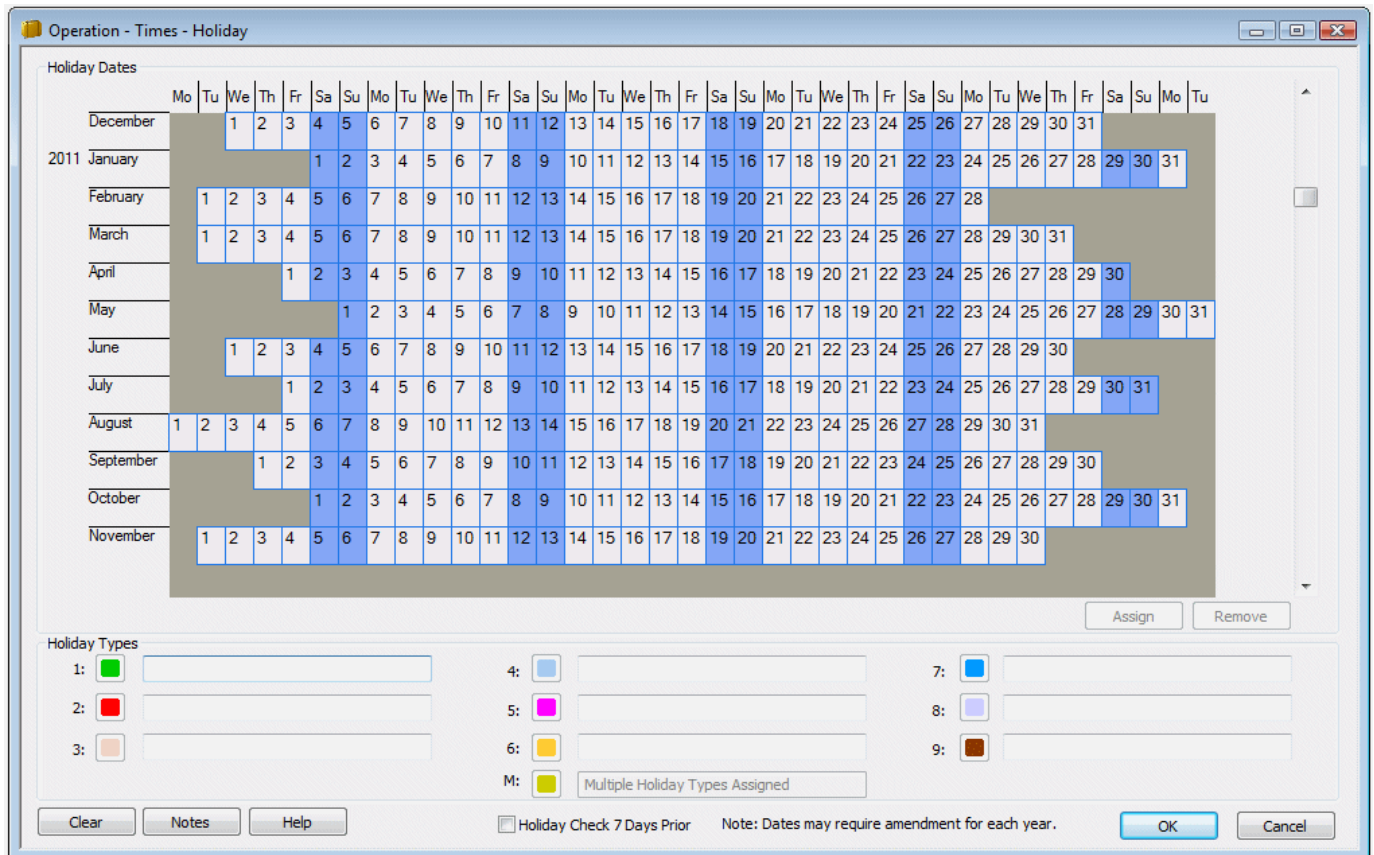 Operation - Times - Holiday
Holiday Dates
Mo Tu We Th Fr Sa Su Mo Tu We Th Fr Sa Su Mo Tu We Th Fr Sa Su Mo Tu We Th Fr Sa Su Mo Tu We Th Fr Sa Su Mo Tu
December 1 2 3 4 5 6 7 8 9 10 11 12 13 14 15 16 17 18 19 20 21 22 23 24 25 26 27 28 29 30 31
2011 January 1 2 3 4 5 6 7 8 9 10 11 12 13 14 15 16 17 18 19 20 21 22 23 24 25 26 27 28 29 30 31
February 1 2 3 4 5 6 7 8 9 10 11 12 13 14 15 16 17 18 19 20 21 22 23 24 25 26 27 28
March 1 2 3 4 5 6 7 8 9 10 11 12 13 14 15 16 17 18 19 20 21 22 23 24 25 26 27 28 29 30 31
April 1 2 3 4 5 6 7 8 9 10 11 12 13 14 15 16 17 18 19 20 21 22 23 24 25 26 27 28 29 30
May 1 2 3 4 5 6 7 8 9 10 11 12 13 14 15 16 17 18 19 20 21 22 23 24 25 26 27 28 29 30 31
June 1 2 3 4 5 6 7 8 9 10 11 12 13 14 15 16 17 18 19 20 21 22 23 24 25 26 27 28 29 30
July 1 2 3 4 5 6 7 8 9 10 11 12 13 14 15 16 17 18 19 20 21 22 23 24 25 26 27 28 29 30 31
August 1 2 3 4 5 6 7 8 9 10 11 12 13 14 15 16 17 18 19 20 21 22 23 24 25 26 27 28 29 30 31
September 1 2 3 4 5 6 7 8 9 10 11 12 13 14 15 16 17 18 19 20 21 22 23 24 25 26 27 28 29 30
October 1 2 3 4 5 6 7 8 9 10 11 12 13 14 15 16 17 18 19 20 21 22 23 24 25 26 27 28 29 30 31
November 1 2 3 4 5 6 7 8 9 10 11 12 13 14 15 16 17 18 19 20 21 22 23 24 25 26 27 28 29 30
Assign Remove
Holiday Types
1: 4: 7:
2: 5: 8:
3: 6: 9:
M: Multiple Holiday Types Assigned
Clear Notes Help Holiday Check 7 Days Prior Note: Dates may require amendment for each year. OK Cancel